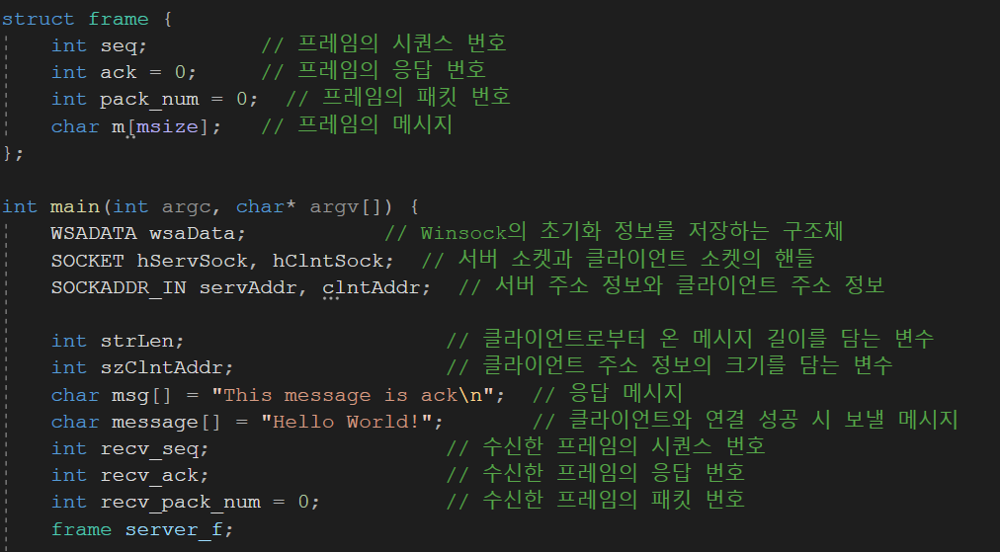 struct frame {
int seq; // 프레임의 시퀀스 번호
int ack = 0; // 프레임의 응답 번호
int pack_num = 0; // 프레임의 패킷 번호
char m[msize]; // 프레임의 메시지
};
int main(int argc, char* argv[]) {
WSADATA wsaData; // Winsock의 초기화 정보를 저장하는 구조체
SOCKET hServSock, hClntSock; // 서버 소켓과 클라이언트 소켓의 핸들
SOCKADDR_IN servAddr, clntAddr; // 서버 주소 정보와 클라이언트 주소 정보
int strLen; // 클라이언트로부터 온 메시지 길이를 담는 변수
int szClntAddr; // 클라이언트 주소 정보의 크기를 담는 변수
char msg[] = "This message is ack\n"; // 응답 메시지
char message[] = "Hello World!"; // 클라이언트와 연결 성공 시 보낼 메시지
int recv_seq; // 수신한 프레임의 시퀀스 번호
int recv_ack; // 수신한 프레임의 응답 번호
int recv_pack_num = 0; // 수신한 프레임의 패킷 번호
frame server_f;